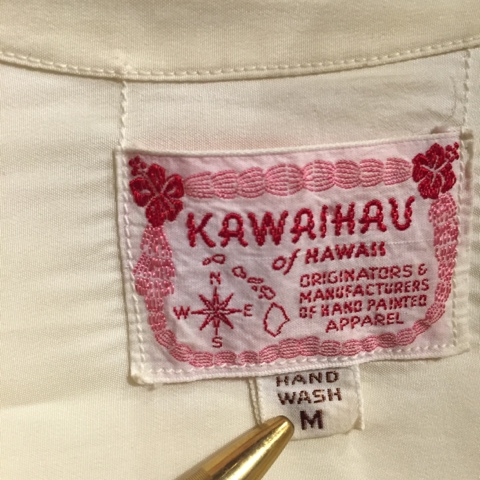 KAWAIHAU
of HAWAII
ORIGINATORS &
MANUFACTURERS
OF HAND PAINTED
APPAREL
N
W E
S
HAND
WASH
M